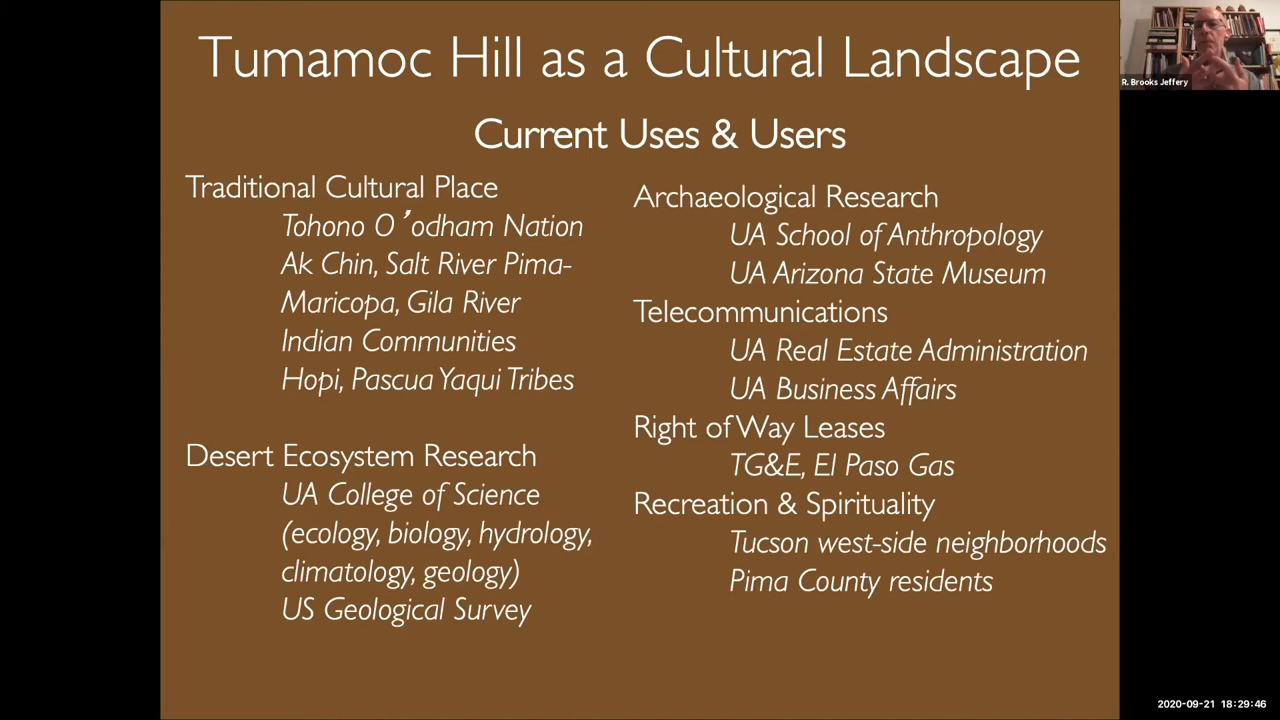 Tumamoc Hill as a Cultural Landscape
Current Uses & Users
Traditional Cultural Place
Tohono O'odham Nation
Ak Chin, Salt River Pima-
Maricopa, Gila River
Indian Communities
Hopi, Pascua Yaqui Tribes
Desert Ecosystem Research
UA College of Science
(ecology, biology, hydrology,
climatology, geology)
US Geological Survey
Archaeological Research
UA School of Anthropology
UA Arizona State Museum
Telecommunications
UA Real Estate Administration
UA Business Affairs
Right of Way Leases
TG&E, El Paso Gas
Recreation & Spirituality
Tucson west-side neighborhoods
Pima County residents
R. Brooks Jeffery
2020-09-21 18:29:46